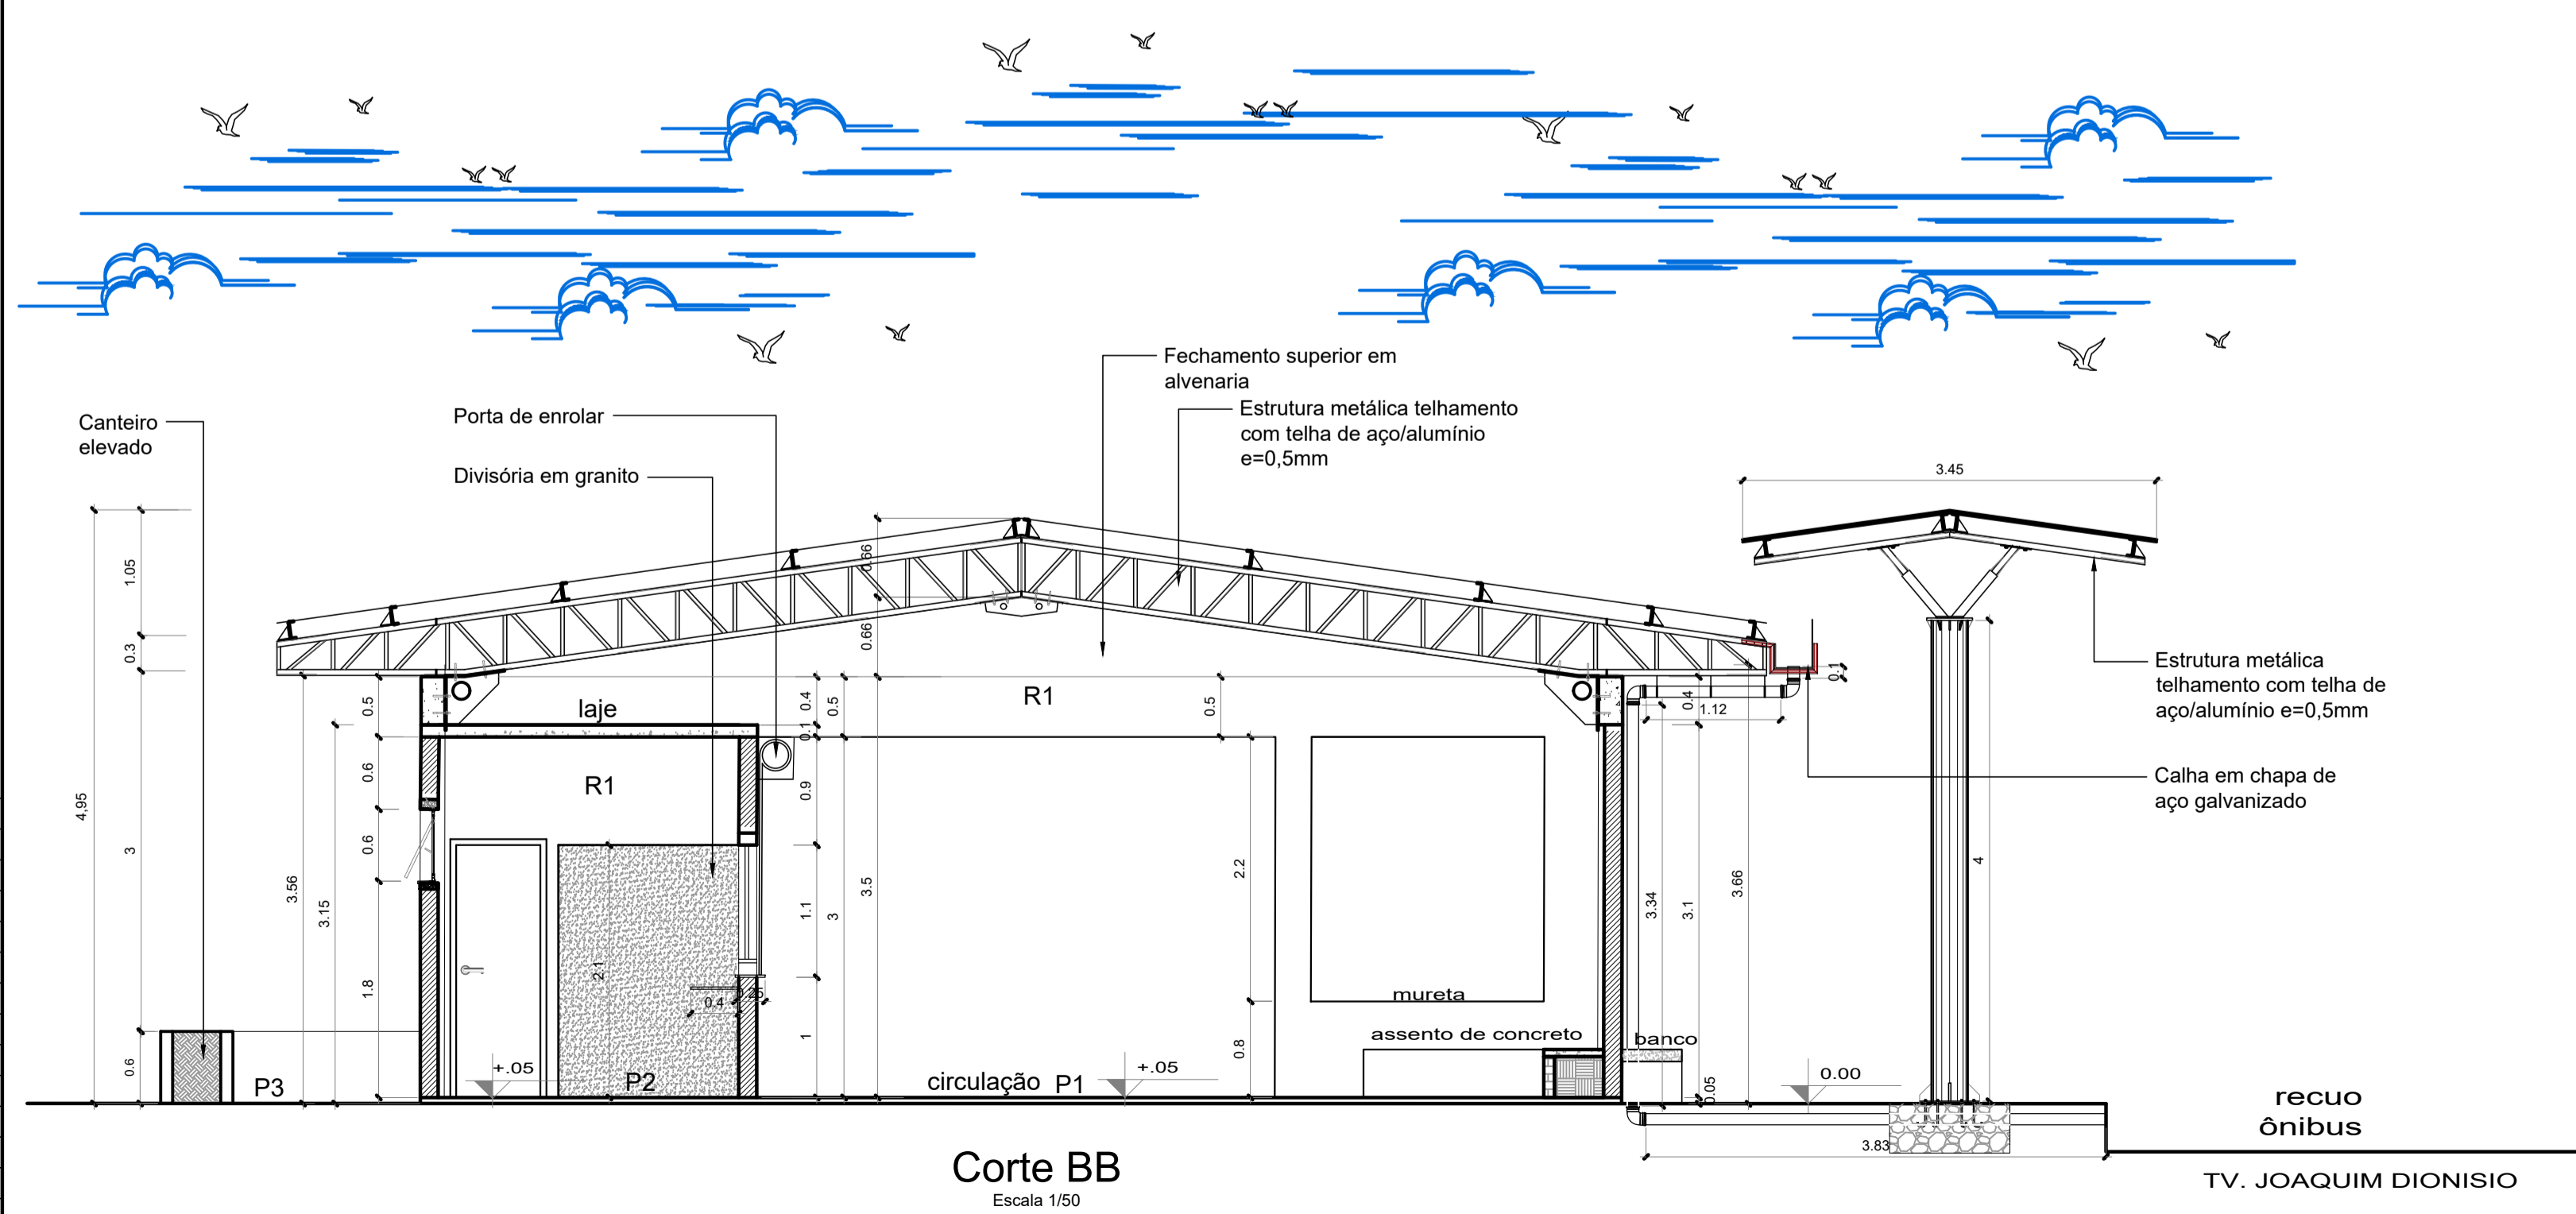 Fechamento superior em
alvenaria
Estrutura metálica telhamento
com telha de aço/alumínio
e=0,5mm
Canteiro
elevado
Porta de enrolar
Divisória em granito
3.45
1.05
0.3
4,95
3
0.6
3.56
3.15
0.5
0.6
0.6
1.8
laje
R1
0.66
0.66
0.4
0.5
0.1
0.9
1.1
3
3.5
1
R1
0.5
2.2
0.8
2.1
0.4
0.25
0.4
1.12
0.1
3.34
3.1
3.66
4
0.05
Estrutura metálica
telhamento com telha de
aço/alumínio e=0,5mm
Calha em chapa de
aço galvanizado
mureta
assento de concreto
banco
P3
+.05
P2
circulação P1
+.05
0.00
3.83
recuo
ônibus
Corte BB
Escala 1/50
TV. JOAQUIM DIONISIO